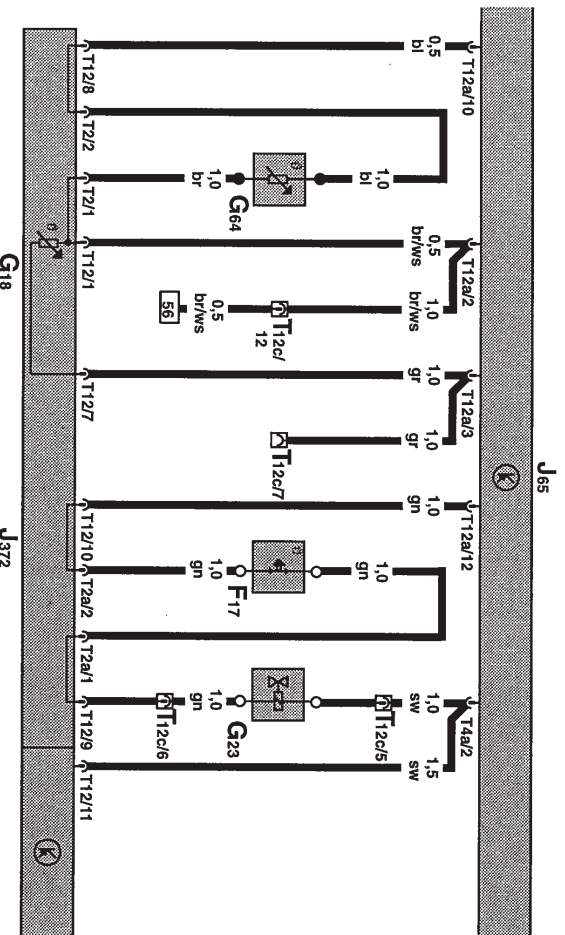 J65
K
T12a/10
T12a/2
T12a/3
T12a/12
T4a/2
0,5
bl
1,0
bl
0,5
br/ws
1,0
br/ws
1,0
gr
1,0
gr
1,0
gn
1,0
gn
1,0
sw
1,5
sw
T12c/5
T12c/
12
T12c/7
G64
F17
G23
1,0
br
0,5
br/ws
56
1,0
gn
1,0
gn
T12c/6
T12/8
T2/2
T2/1
T12/1
T12/7
T12/10
T2a/2
T2a/1
T12/9
T12/11
K
G18
J372